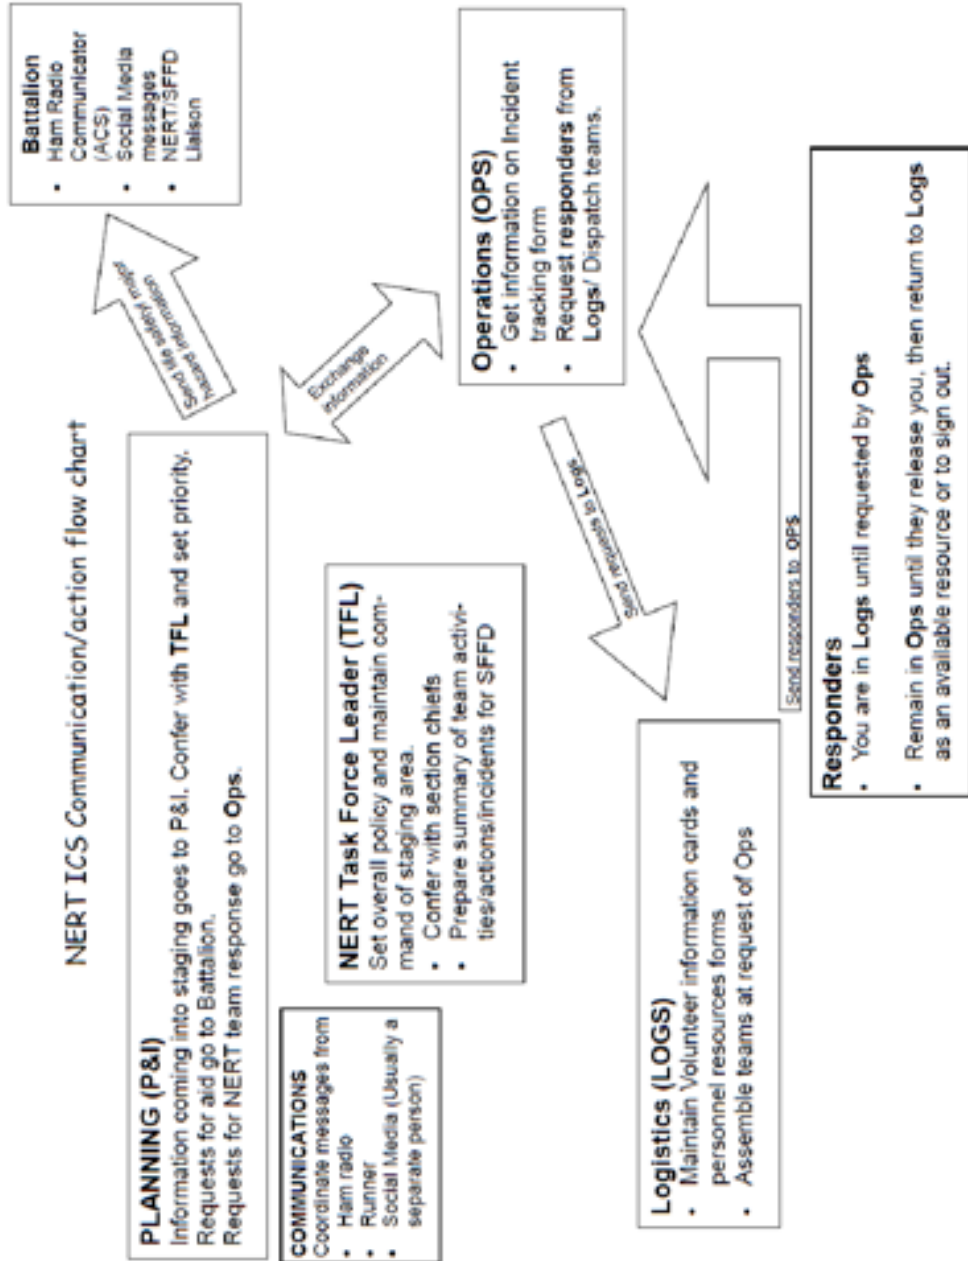 NERT ICS Communication/action flow chart
PLANNING (P&I)
Information coming into staging goes to P&I. Confer with TFL and set priority.
Requests for aid go to Battalion.
Requests for NERT team response go to Ops.
Send life safety/ major
hazard information
Battalion
• Ham Radio
Communicator
(ACS)
• Social Media
messages
• NERT/SFFD
Liaison
COMMUNICATIONS
Coordinate messages from
• Ham radio
• Runner
• Social Media (Usually a
separate person)
NERT Task Force Leader (TFL)
Set overall policy and maintain com-
mand of staging area.
• Confer with section chiefs
• Prepare summary of team activi-
ties/actions/incidents for SFFD
Exchange
information
Operations (OPS)
• Get information on Incident
tracking form
• Request responders from
Logs/ Dispatch teams.
Send requests to Logs
Logistics (LOGS)
• Maintain Volunteer information cards and
personnel resources forms
• Assemble teams at request of Ops
Send responders to OPS
Responders
• You are in Logs until requested by Ops
• Remain in Ops until they release you, then return to Logs
as an available resource or to sign out.